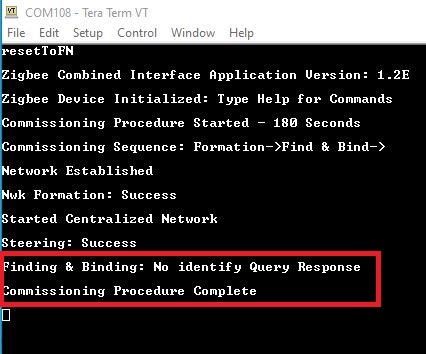 VT
COM108 - Tera Term VT
File Edit Setup Control Window Help
resetToFN
Zigbee Combined Interface Application Version: 1.2E
Zigbee Device Initialized: Type Help for Commands
Commissioning Procedure Started - 180 Seconds
Commissioning Sequence: Formation->Find & Bind->
Network Established
Nwk Formation: Success
Started Centralized Network
Steering: Success
Finding & Binding: No identify Query Response
Commissioning Procedure Complete